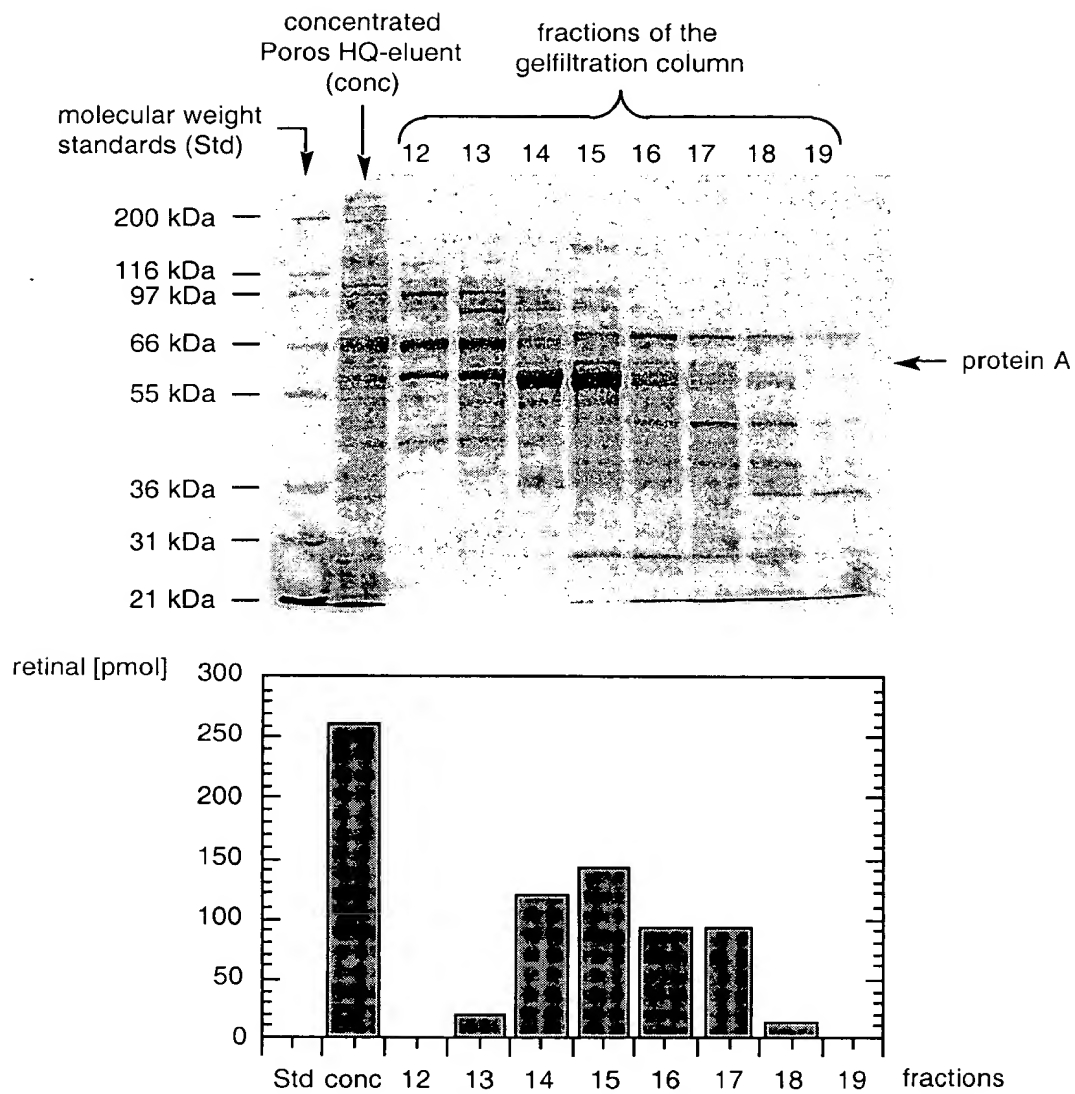 concentrated
Poros HQ-eluent
(conc)
fractions of the
gelfiltration column
molecular weight
standards (Std)
12 13 14 15 16 17 18 19
200 kDa
116 kDa
97 kDa
66 kDa
protein A
55 kDa
36 kDa
31 kDa
21 kDa
retinal [pmol]
300
250
200
150
100
50
0
Std conc 12 13 14 15 16 17 18 19 fractions